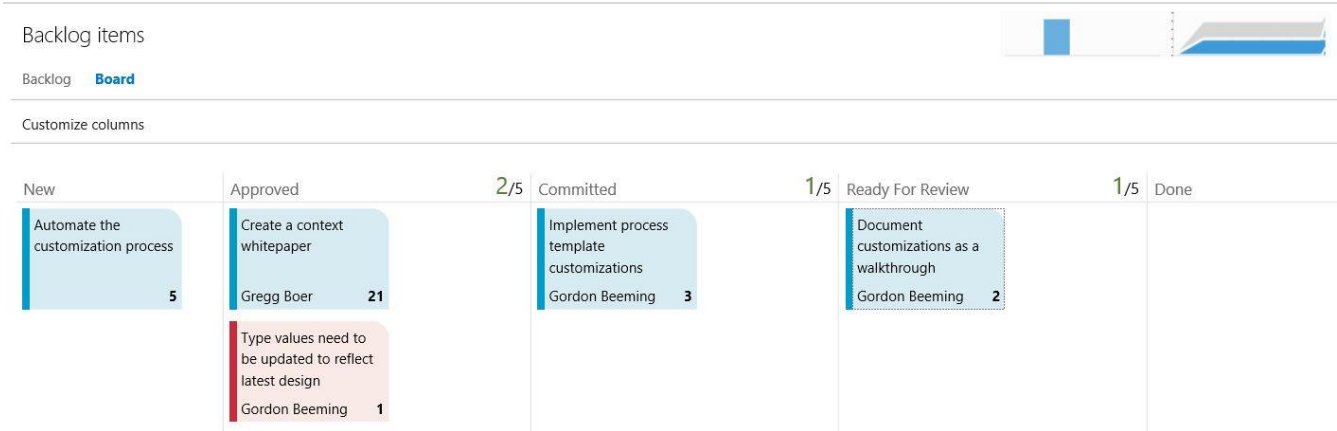 Backlog items
Backlog Board
Customize columns
New
Approved 2/5
Committed 1/5
Ready For Review 1/5
Done
Automate the
customization process
5
Create a context
whitepaper
Gregg Boer 21
Type values need to
be updated to reflect
latest design
Gordon Beeming 1
Implement process
template
customizations
Gordon Beeming 3
Document
customizations as a
walkthrough
Gordon Beeming 2